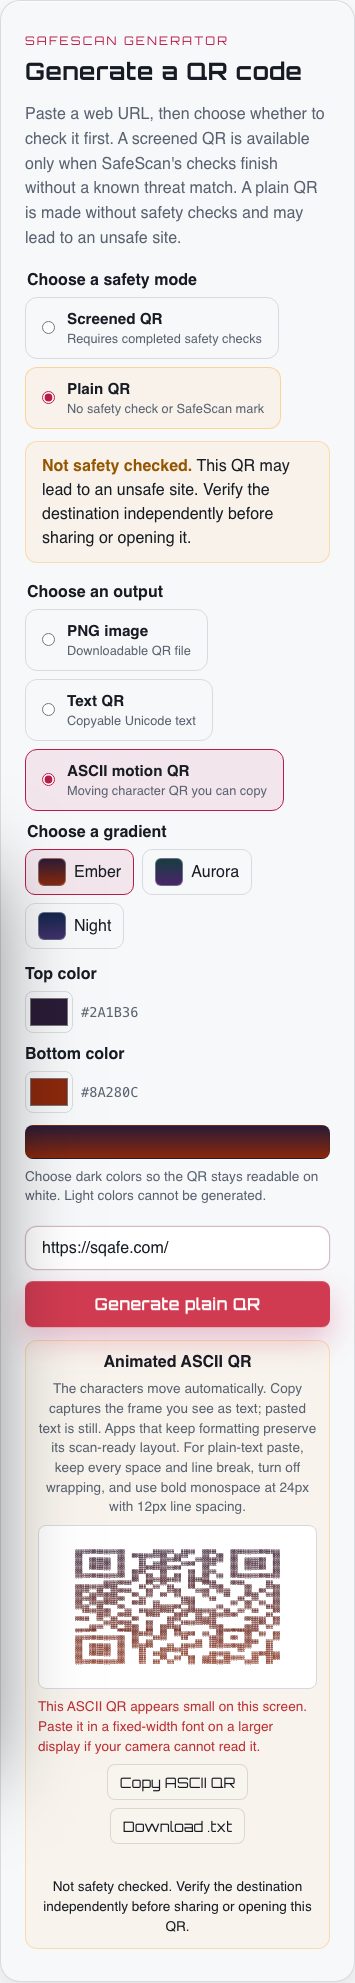 SAFESCAN GENERATOR
Generate a QR code
Paste a web URL, then choose whether to
check it first. A screened QR is available
only when SafeScan's checks finish
without a known threat match. A plain QR
is made without safety checks and may
lead to an unsafe site.
Choose a safety mode
Screened QR
Requires completed safety checks
Plain QR
No safety check or SafeScan mark
Not safety checked. This QR may
lead to an unsafe site. Verify the
destination independently before
sharing or opening it.
Choose an output
PNG image
Downloadable QR file
Text QR
Copyable Unicode text
ASCII motion QR
Moving character QR you can copy
Choose a gradient
Ember
Aurora
Night
Top color
#2A1B36
Bottom color
#8A280C
Choose dark colors so the QR stays readable on
white. Light colors cannot be generated.
https://sqafe.com/
Generate plain QR
Animated ASCII QR
The characters move automatically. Copy
captures the frame you see as text; pasted
text is still. Apps that keep formatting preserve
its scan-ready layout. For plain-text paste,
keep every space and line break, turn off
wrapping, and use bold monospace at 24px
with 12px line spacing.
This ASCII QR appears small on this screen.
Paste it in a fixed-width font on a larger
display if your camera cannot read it.
Copy ASCII QR
Download .txt
Not safety checked. Verify the destination
independently before sharing or opening this
QR.